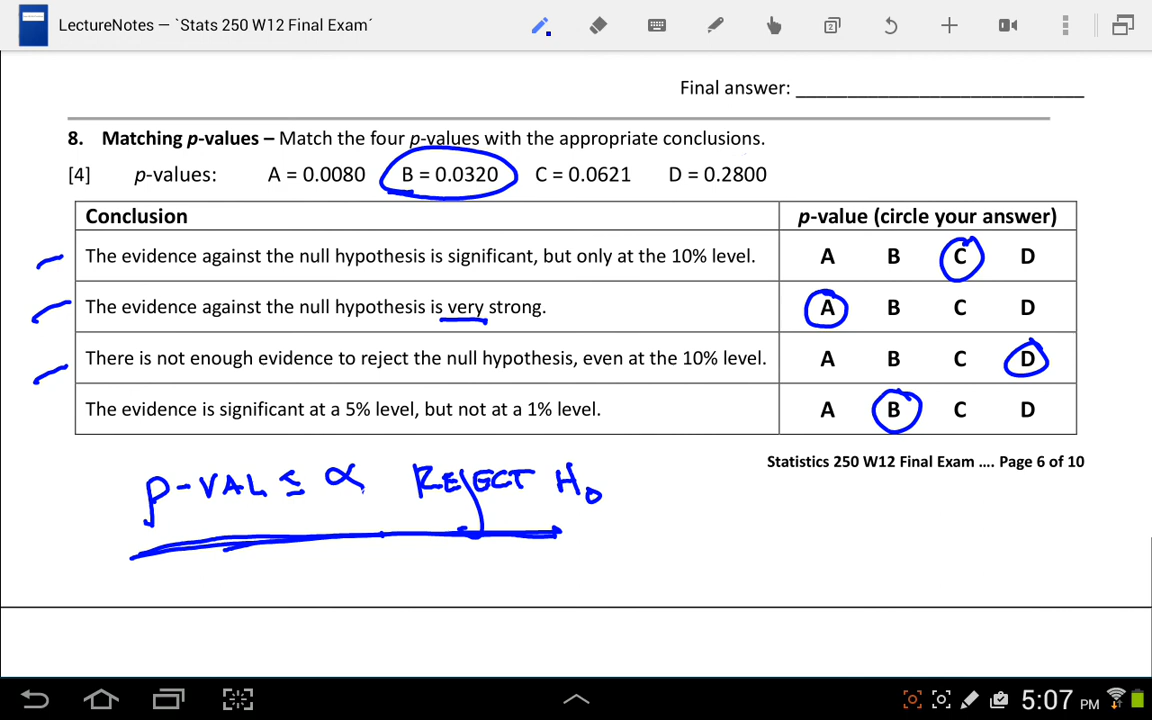 LectureNotes — `Stats 250 W12 Final Exam´
Final answer: ____________________________
8. Matching p-values – Match the four p-values with the appropriate conclusions.
[4] p-values: A = 0.0080 B = 0.0320 C = 0.0621 D = 0.2800
Conclusion p-value (circle your answer)
The evidence against the null hypothesis is significant, but only at the 10% level. A B C D
The evidence against the null hypothesis is very strong. A B C D
There is not enough evidence to reject the null hypothesis, even at the 10% level. A B C D
The evidence is significant at a 5% level, but not at a 1% level. A B C D
Statistics 250 W12 Final Exam .... Page 6 of 10
P-VAL ≤ α REJECT H₀
5:07 PM